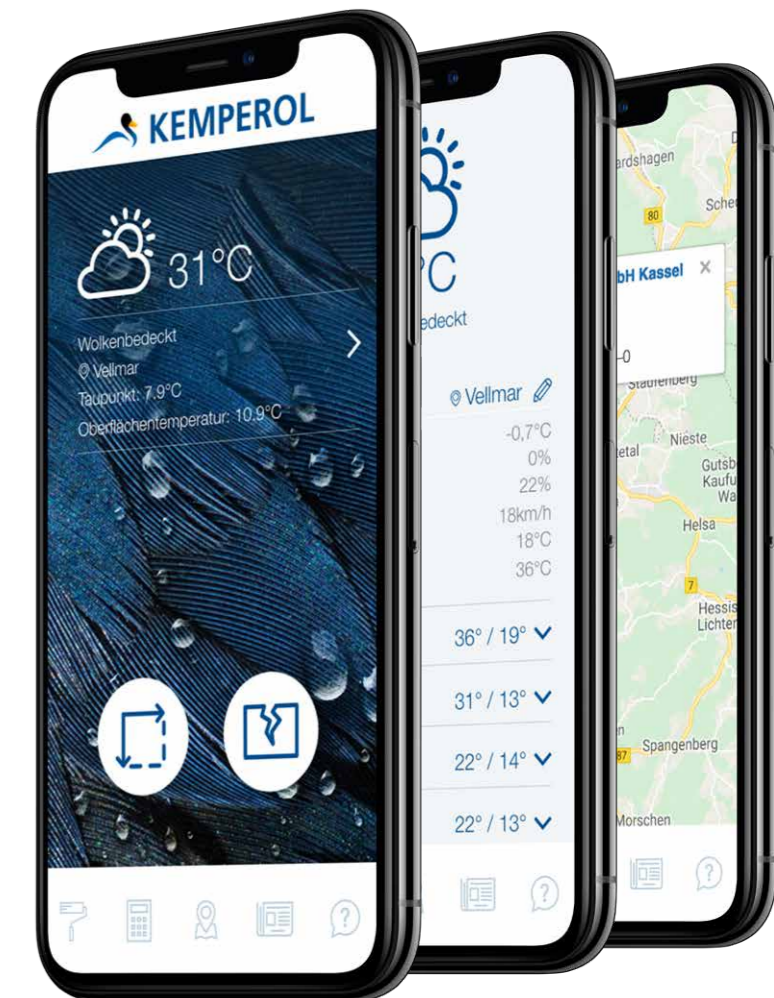 KEMPEROL
31°C
Wolkenbedeckt
Vellmar
Taupunkt: 7.9°C
Oberflächentemperatur: 10.9°C
°C
edeckt
Vellmar
-0,7°C
0%
22%
18km/h
18°C
36°C
36° / 19°
31° / 13°
22° / 14°
22° / 13°
ardshagen
80
Sche
bH Kassel
-0
Staufenberg
etal
Nieste
Gutsb
Kaufu
Wa
Helsa
7
Hessis
Lichten
87
Spangenberg
Morschen